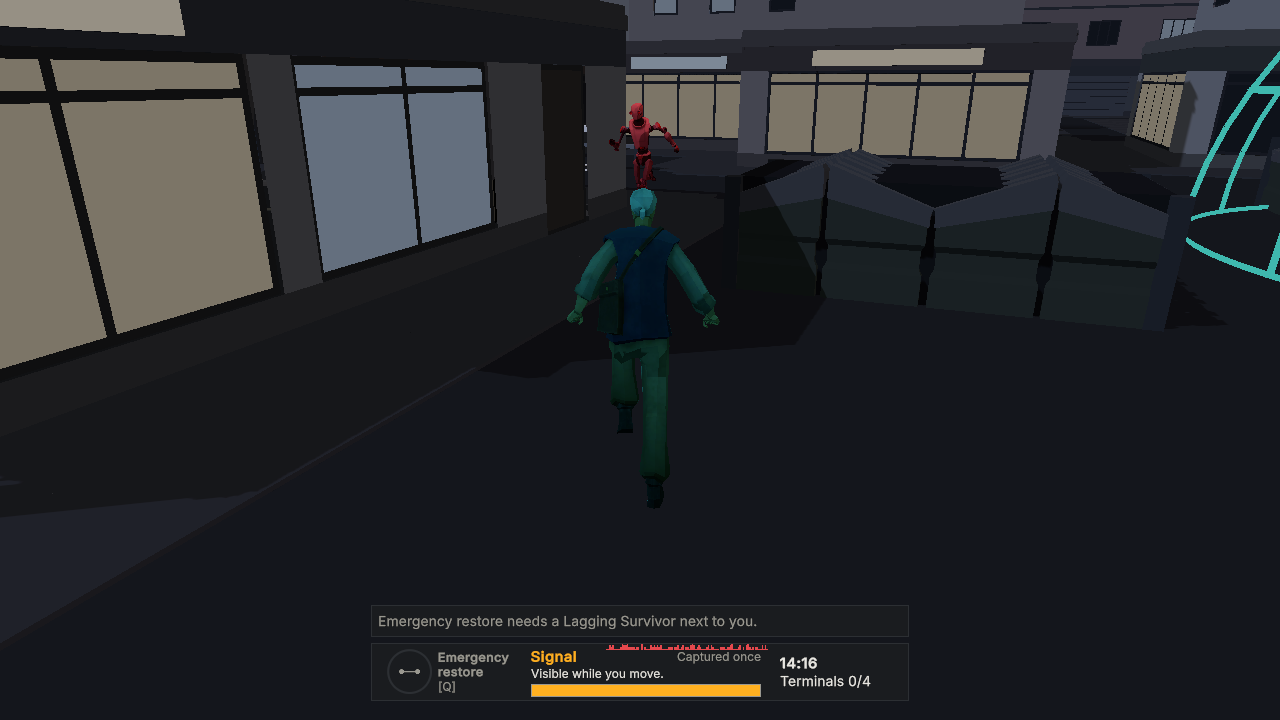 Emergency restore needs a Lagging Survivor next to you.
Emergency
restore
[Q]
Signal
Captured once
Visible while you move.
14:16
Terminals 0/4